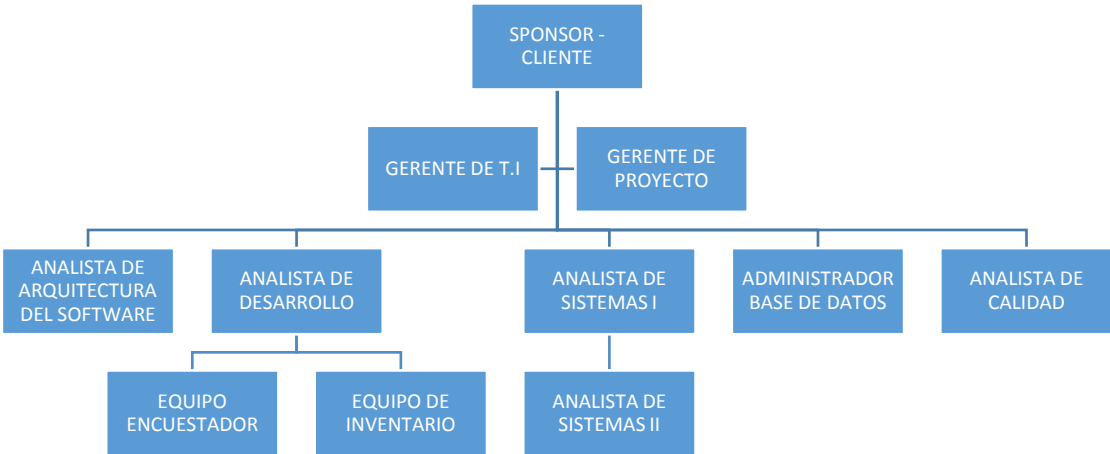 SPONSOR -
CLIENTE
GERENTE DE T.I
GERENTE DE
PROYECTO
ANALISTA DE
ARQUITECTURA
DEL SOFTWARE
ANALISTA DE
DESARROLLO
ANALISTA DE
SISTEMAS I
ADMINISTRADOR
BASE DE DATOS
ANALISTA DE
CALIDAD
EQUIPO
ENCUESTADOR
EQUIPO DE
INVENTARIO
ANALISTA DE
SISTEMAS II